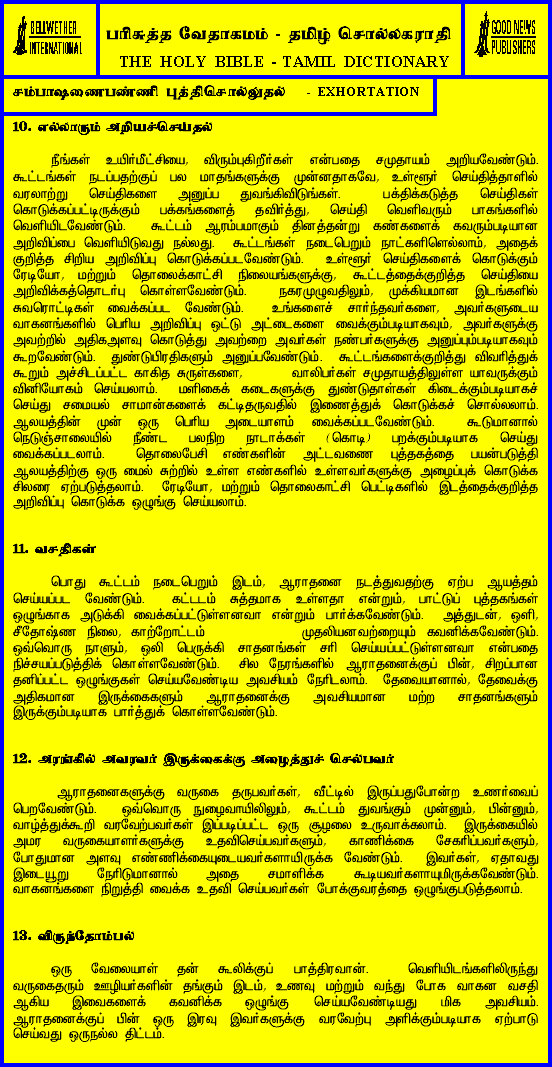 BELLWETHER
INTERNATIONAL
பரிசுத்த வேதாகமம் - தமிழ் சொல்லகராதி
THE HOLY BIBLE - TAMIL DICTIONARY
GOOD NEWS
PUBLISHERS
சம்பாஷணைபண்ணி புத்திசொல்லுதல் - EXHORTATION
10. எல்லாரும் அறியச்செய்தல்
நீங்கள் உயிர்மீட்சியை, விரும்புகிறீர்கள் என்பதை சமுதாயம் அறியவேண்டும்.
கூட்டங்கள் நடப்பதற்குப் பல மாதங்களுக்கு முன்னதாகவே, உள்ளூர் செய்தித்தாளில்
வரலாற்று செய்திகளை அனுப்ப துவங்கிவிடுங்கள். பக்திக்கடுத்த செய்திகள்
கொடுக்கப்பட்டிருக்கும் பக்கங்களைத் தவிர்த்து, செய்தி வெளிவரும் பாகங்களில்
வெளியிடவேண்டும். கூட்டம் ஆரம்பமாகும் தினத்தன்று கண்களைக் கவரும்படியான
அறிவிப்பை வெளியிடுவது நல்லது. கூட்டங்கள் நடைபெறும் நாட்களிளெல்லாம், அதைக்
குறித்த சிறிய அறிவிப்பு கொடுக்கப்படவேண்டும். உள்ளூர் செய்திகளைக் கொடுக்கும்
ரேடியோ, மற்றும் தொலைக்காட்சி நிலையங்களுக்கு, கூட்டத்தைக்குறித்த செய்தியை
அறிவிக்கத்தொடர்பு கொள்ளவேண்டும். நகரமுழுவதிலும், முக்கியமான இடங்களில்
சுவரொட்டிகள் வைக்கப்பட வேண்டும். உங்களைச் சார்ந்தவர்களை, அவர்களுடைய
வாகனங்களில் பெரிய அறிவிப்பு ஒட்டு அட்டைகளை வைக்கும்படியாகவும், அவர்களுக்கு
அவற்றில் அதிகஅளவு கொடுத்து அவற்றை அவர்கள் நண்பர்களுக்கு அனுப்பும்படியாகவும்
கூறவேண்டும். துண்டுபிரதிகளும் அனுப்பவேண்டும். கூட்டங்களைக்குறித்து விவரித்துக்
கூறும் அச்சிடப்பட்ட காகித சுருள்களை, வாலிபர்கள் சமுதாயத்திலுள்ள யாவருக்கும்
வினியோகம் செய்யலாம். மளிகைக் கடைகளுக்கு துண்டுதாள்கள் கிடைக்கும்படியாகச்
செய்து சமையல் சாமான்களைக் கட்டிதருவதில் இணைத்துக் கொடுக்கச் சொல்லலாம்.
ஆலயத்தின் முன் ஒரு பெரிய அடையாளம் வைக்கப்படவேண்டும். கூடுமானால்
நெடுஞ்சாலையில் நீண்ட பலநிற நாடாக்கள் (கொடி) பறக்கும்படியாக செய்து
வைக்கப்படலாம். தொலைபேசி எண்களின் அட்டவணை புத்தகத்தை பயன்படுத்தி
ஆலயத்திற்கு ஒரு மைல் சுற்றில் உள்ள எண்களில் உள்ளவர்களுக்கு அழைப்புக் கொடுக்க
சிலரை ஏற்படுத்தலாம். ரேடியோ, மற்றும் தொலைகாட்சி பெட்டிகளில் இடத்தைக்குறித்த
அறிவிப்பு கொடுக்க ஒழுங்கு செய்யலாம்.
11. வசதிகள்
பொது கூட்டம் நடைபெறும் இடம், ஆராதனை நடத்துவதற்கு ஏற்ப ஆயத்தம்
செய்யப்பட வேண்டும். கட்டடம் சுத்தமாக உள்ளதா என்றும், பாட்டுப் புத்தகங்கள்
ஒழுங்காக அடுக்கி வைக்கப்பட்டுள்ளனவா என்றும் பார்க்கவேண்டும். அத்துடன், ஒளி,
சீதோஷ்ண நிலை, காற்றோட்டம் முதலியனவற்றையும் கவனிக்கவேண்டும்.
ஒவ்வொரு நாளும், ஒலி பெருக்கி சாதனங்கள் சரி செய்யப்பட்டுள்ளனவா என்பதை
நிச்சயப்படுத்திக் கொள்ளவேண்டும். சில நேரங்களில் ஆராதனைக்குப் பின், சிறப்பான
தனிப்பட்ட ஒழுங்குகள் செய்யவேண்டிய அவசியம் நேரிடலாம். தேவையானால், தேவைக்கு
அதிகமான இருக்கைகளும் ஆராதனைக்கு அவசியமான மற்ற சாதனங்களும்
இருக்கும்படியாக பார்த்துக் கொள்ளவேண்டும்.
12. அரங்கில் அவரவர் இருக்கைக்கு அழைத்துச் செல்பவர்
ஆராதனைகளுக்கு வருகை தருபவர்கள், வீட்டில் இருப்பதுபோன்ற உணர்வைப்
பெறவேண்டும். ஒவ்வொரு நுழைவாயிலிலும், கூட்டம் துவங்கும் முன்னும், பின்னும்,
வாழ்த்துக்கூறி வரவேற்பவர்கள் இப்படிப்பட்ட ஒரு சூழலை உருவாக்கலாம். இருக்கையில்
அமர வருகையாளர்களுக்கு உதவிசெய்பவர்களும், காணிக்கை சேகரிப்பவர்களும்,
போதுமான அளவு எண்ணிக்கையுடையவர்களாயிருக்க வேண்டும். இவர்கள், ஏதாவது
இடையூறு நேரிடுமானால் அதை சமாளிக்க கூடியவர்களாயுமிருக்கவேண்டும்.
வாகனங்களை நிறுத்தி வைக்க உதவி செய்பவர்கள் போக்குவரத்தை ஒழுங்குபடுத்தலாம்.
13. விருந்தோம்பல்
ஒரு வேலையாள் தன் கூலிக்குப் பாத்திரவான். வெளியிடங்களிலிருந்து
வருகைதரும் ஊழியர்களின் தங்கும் இடம், உணவு மற்றும் வந்து போக வாகன வசதி
ஆகிய இவைகளைக் கவனிக்க ஒழுங்கு செய்யவேண்டியது மிக அவசியம்.
ஆராதனைக்குப் பின் ஒரு இரவு இவர்களுக்கு வரவேற்பு அளிக்கும்படியாக ஏற்பாடு
செய்வது ஒருநல்ல திட்டம்.